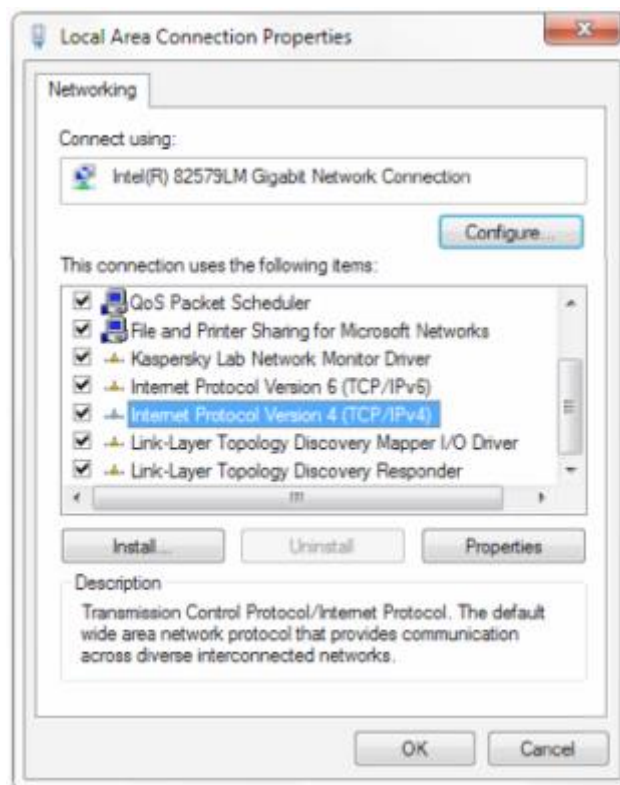 Local Area Connection Properties
Networking
Connect using:
Intel(R) 82579LM Gigabit Network Connection
Configure...
This connection uses the following items:
QoS Packet Scheduler
File and Printer Sharing for Microsoft Networks
Kaspersky Lab Network Monitor Driver
Internet Protocol Version 6 (TCP/IPv6)
Internet Protocol Version 4 (TCP/IPv4)
Link-Layer Topology Discovery Mapper I/O Driver
Link-Layer Topology Discovery Responder
Install... Uninstall Properties
Description
Transmission Control Protocol/Internet Protocol. The default
wide area network protocol that provides communication
across diverse interconnected networks.
OK Cancel